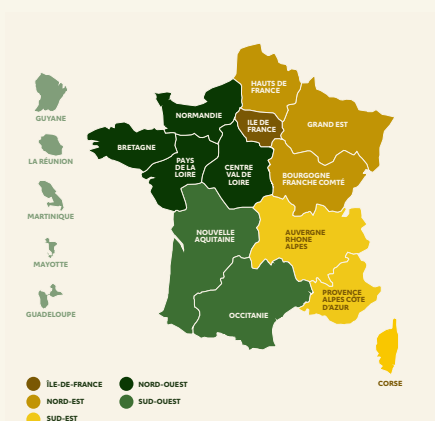 HAUTS DE
FRANCE
NORMANDIE
ILE DE
FRANCE
GRAND EST
BRETAGNE
PAYS
DE LA
LOIRE
CENTRE
VAL DE
LOIRE
BOURGOGNE
FRANCHE COMTÉ
NOUVELLE
AQUITAINE
AUVERGNE
RHONE
ALPES
OCCITANIE
PROVENCE
ALPES CÔTE
D'AZUR
CORSE
GUYANE
LA RÉUNION
MARTINIQUE
MAYOTTE
GUADELOUPE
ÎLE-DE-FRANCE
NORD-EST
SUD-EST
NORD-OUEST
SUD-OUEST